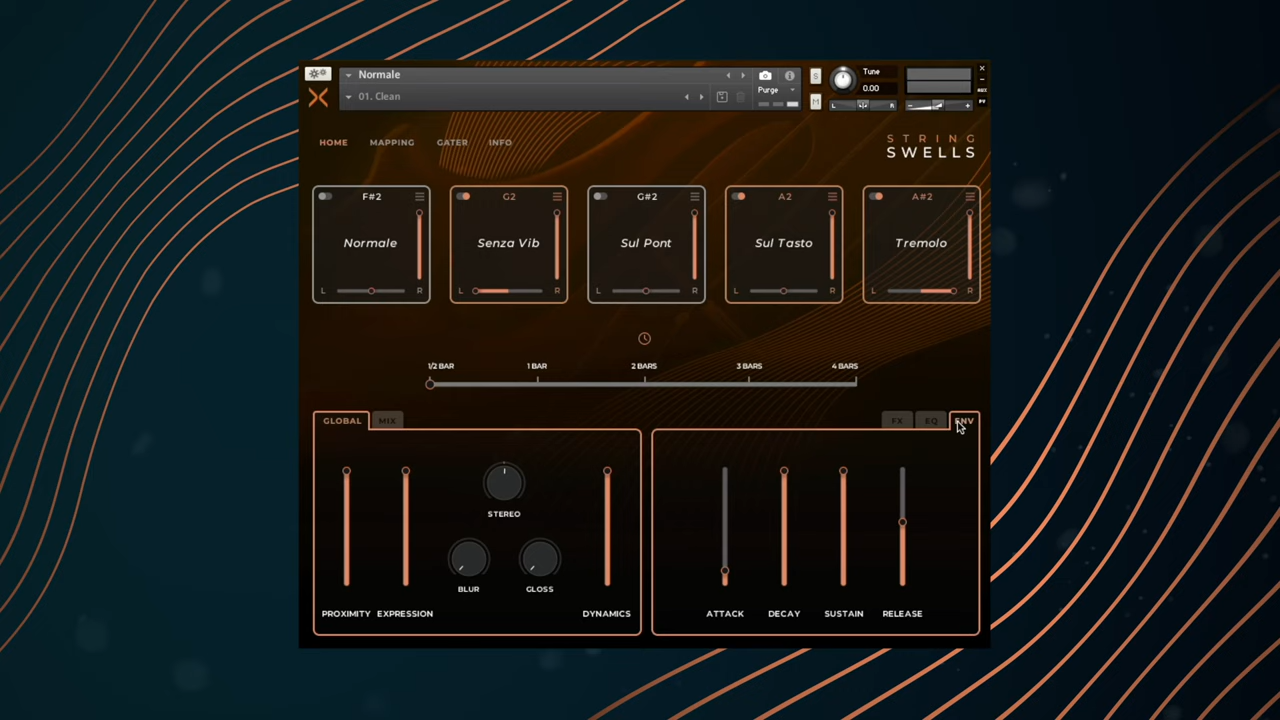 Normale
S
Tune
Purge
0.00
01. Clean
M
L
R
AUX
PV
HOME
MAPPING
GATER
INFO
STRING
SWELLS
F#2
G2
G#2
A2
A#2
Normale
Senza Vib
Sul Pont
Sul Tasto
Tremolo
L R
L R
L R
L R
L R
1/2 BAR
1 BAR
2 BARS
3 BARS
4 BARS
GLOBAL
MIX
FX
EQ
ENV
STEREO
BLUR
GLOSS
PROXIMITY
EXPRESSION
DYNAMICS
ATTACK
DECAY
SUSTAIN
RELEASE